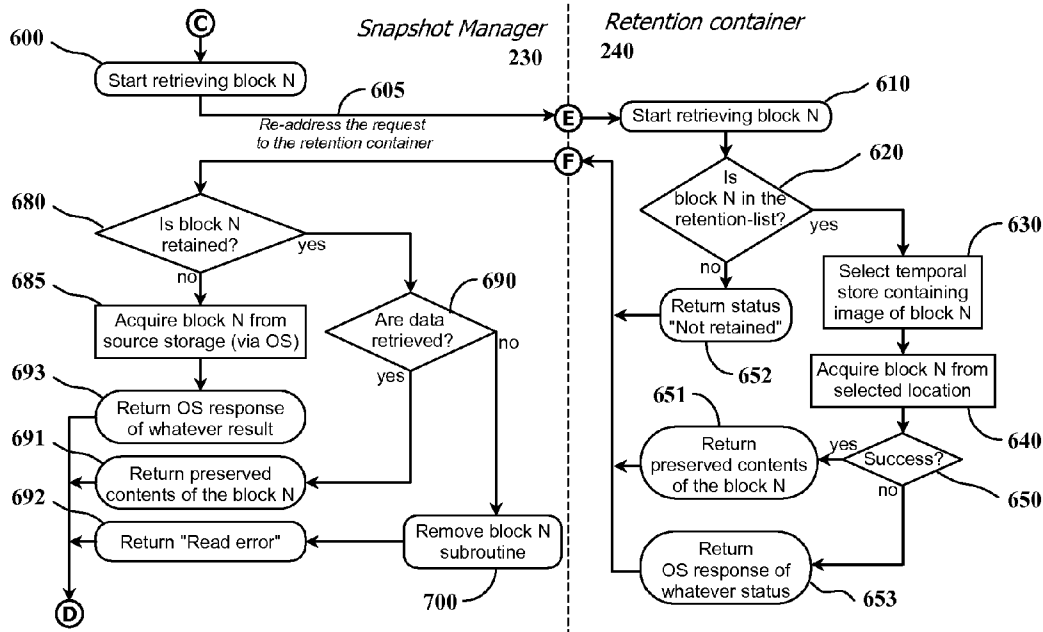 C
Snapshot Manager
230
Retention container
240
600
Start retrieving block N
605
Re-address the request
to the retention container
E
610
Start retrieving block N
F
620
Is
block N in the
retention-list?
yes
no
630
Select temporal
store containing
image of block N
Return status
"Not retained"
652
Acquire block N from
selected location
640
Success?
650
yes
no
651
Return
preserved contents
of the block N
Return
OS response of
whatever status
653
680
Is block N
retained?
yes
no
685
Acquire block N from
source storage (via OS)
690
Are data
retrieved?
no
yes
693
Return OS response
of whatever result
691
Return preserved
contents of the block N
692
Return "Read error"
Remove block N
subroutine
700
D